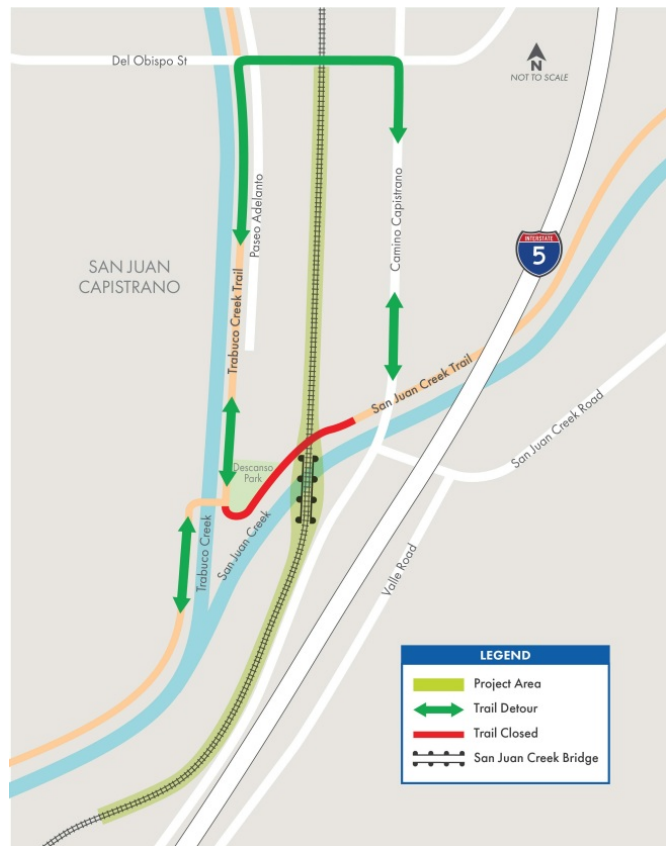 Del Obispo St
N
NOT TO SCALE
Paseo Adelanto
Camino Capistrano
SAN JUAN
CAPISTRANO
INTERSTATE
5
Trabuco Creek Trail
San Juan Creek Trail
San Juan Creek Road
Descanso
Park
Trabuco Creek
San Juan Creek
Valle Road
LEGEND
Project Area
Trail Detour
Trail Closed
San Juan Creek Bridge